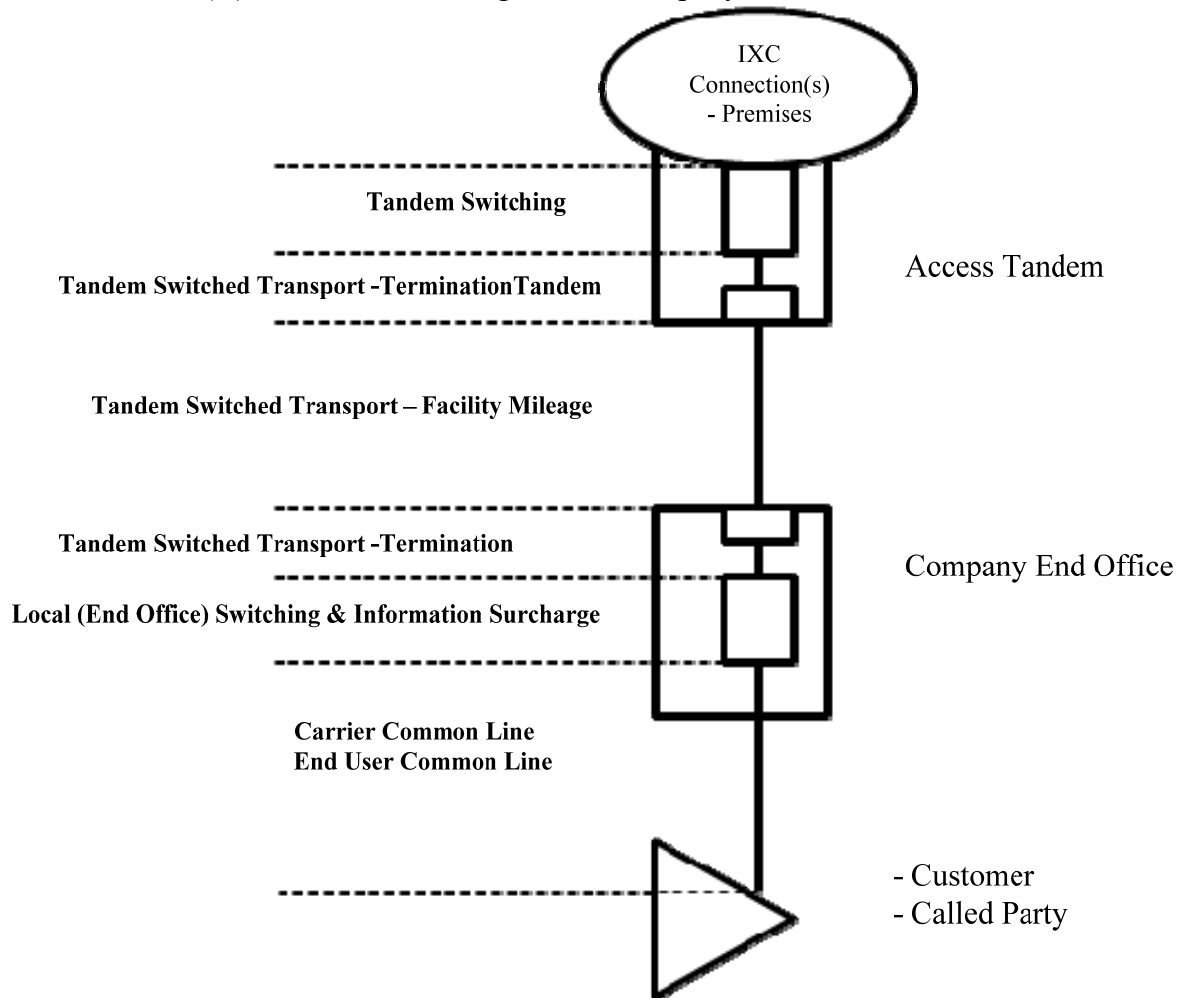 IXC
Connection(s)
- Premises
Tandem Switching
Access Tandem
Tandem Switched Transport -TerminationTandem
Tandem Switched Transport – Facility Mileage
Tandem Switched Transport -Termination
Company End Office
Local (End Office) Switching & Information Surcharge
Carrier Common Line
End User Common Line
- Customer
- Called Party